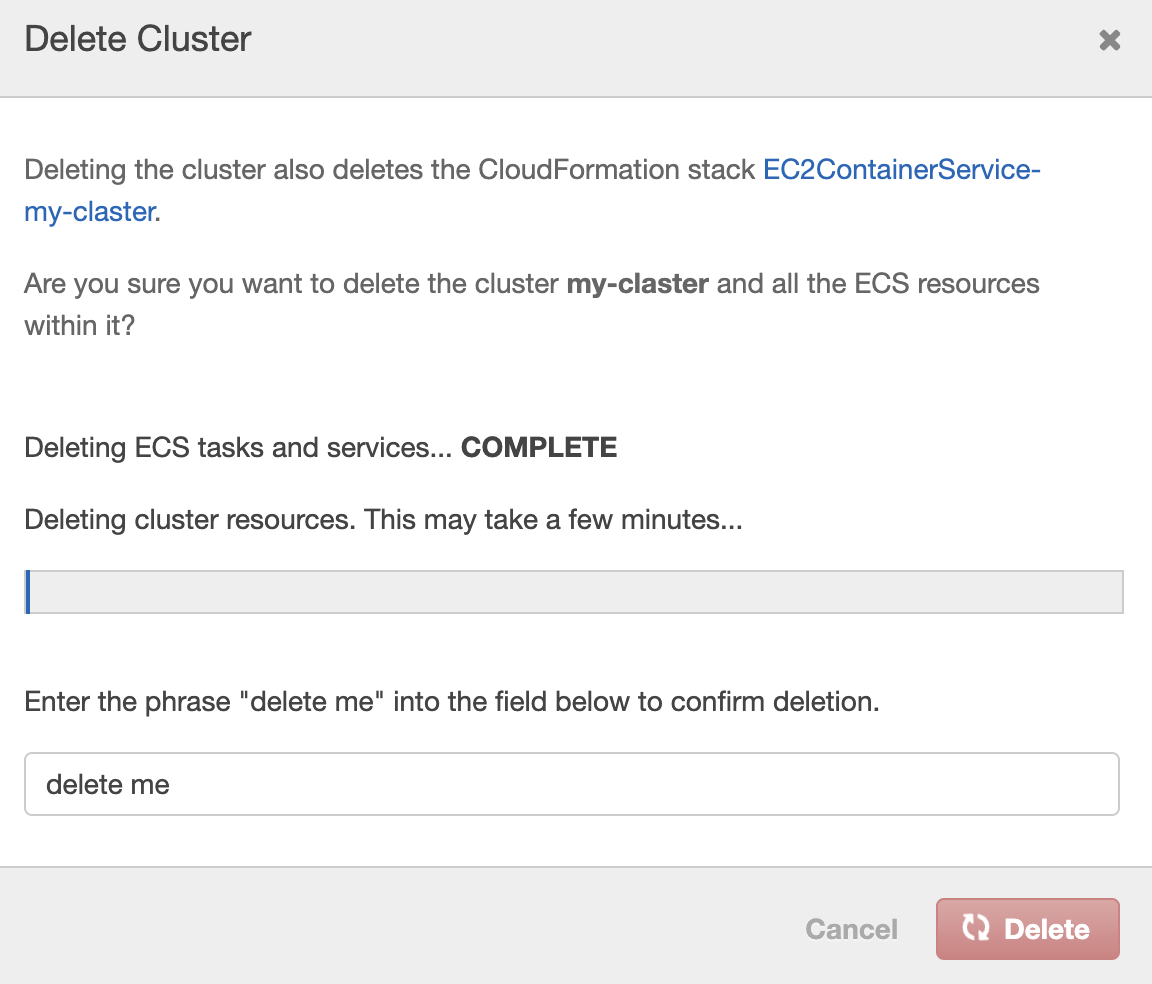 Delete Cluster
Deleting the cluster also deletes the CloudFormation stack EC2ContainerService-
my-claster.
Are you sure you want to delete the cluster my-claster and all the ECS resources
within it?
Deleting ECS tasks and services... COMPLETE
Deleting cluster resources. This may take a few minutes...
Enter the phrase "delete me" into the field below to confirm deletion.
delete me
Cancel Delete